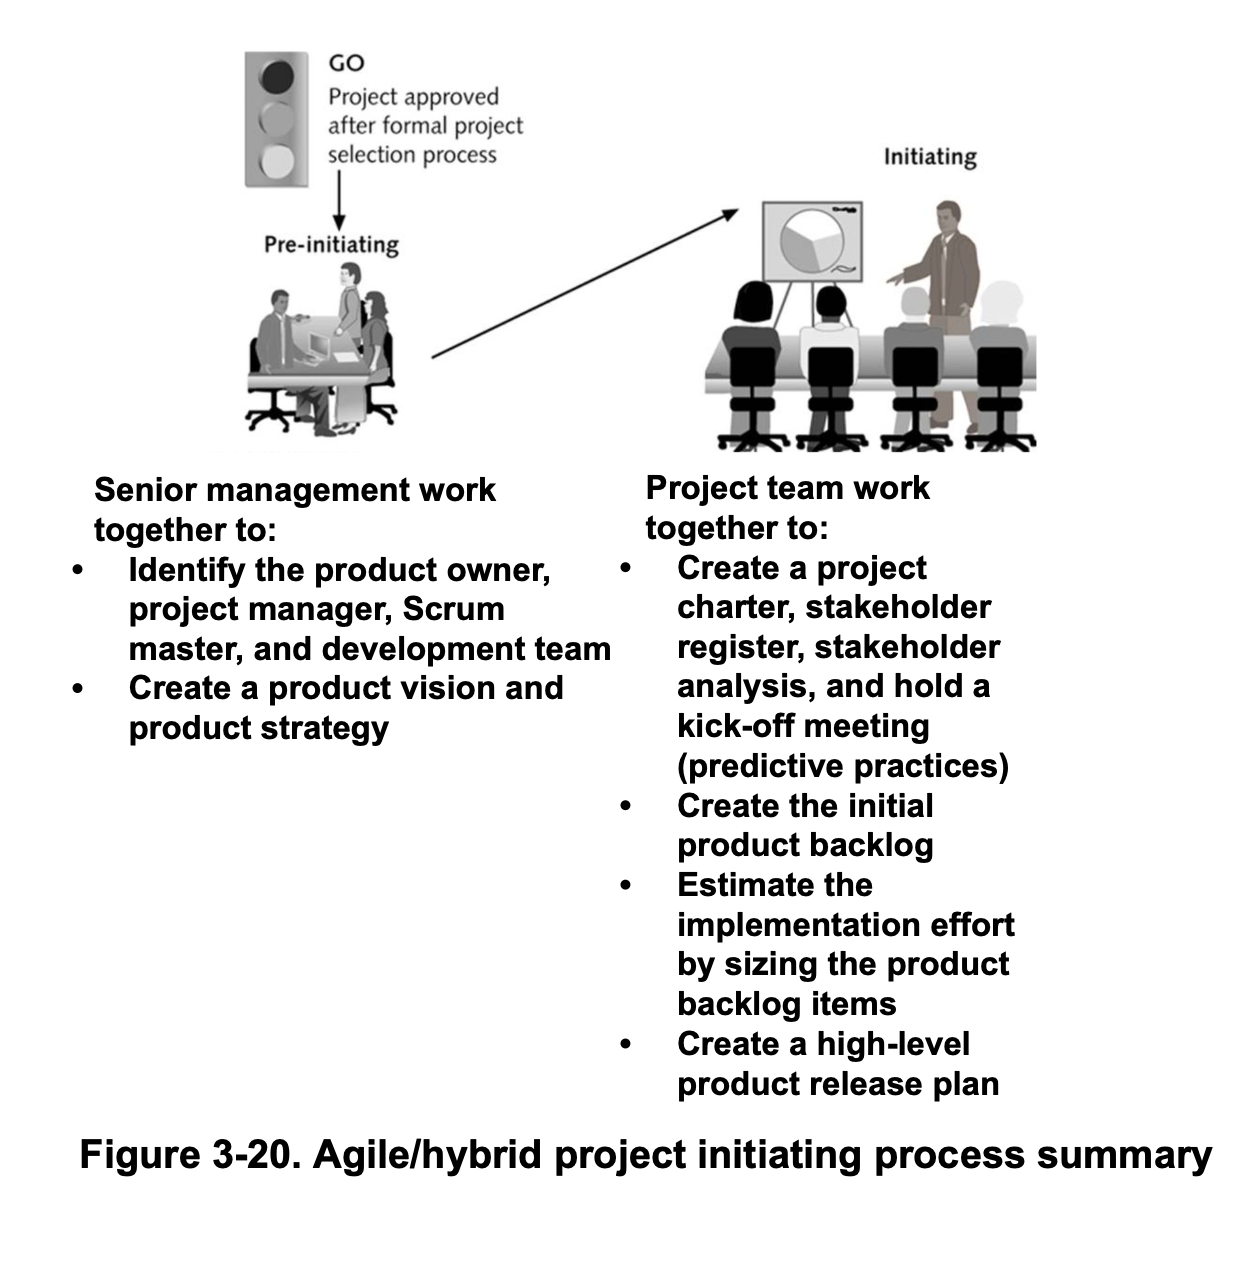 GO
Project approved
after formal project
selection process
Pre-initiating
Initiating
Senior management work
together to:
• Identify the product owner,
project manager, Scrum
master, and development team
• Create a product vision and
product strategy
Project team work
together to:
• Create a project
charter, stakeholder
register, stakeholder
analysis, and hold a
kick-off meeting
(predictive practices)
• Create the initial
product backlog
• Estimate the
implementation effort
by sizing the product
backlog items
• Create a high-level
product release plan
Figure 3-20. Agile/hybrid project initiating process summary